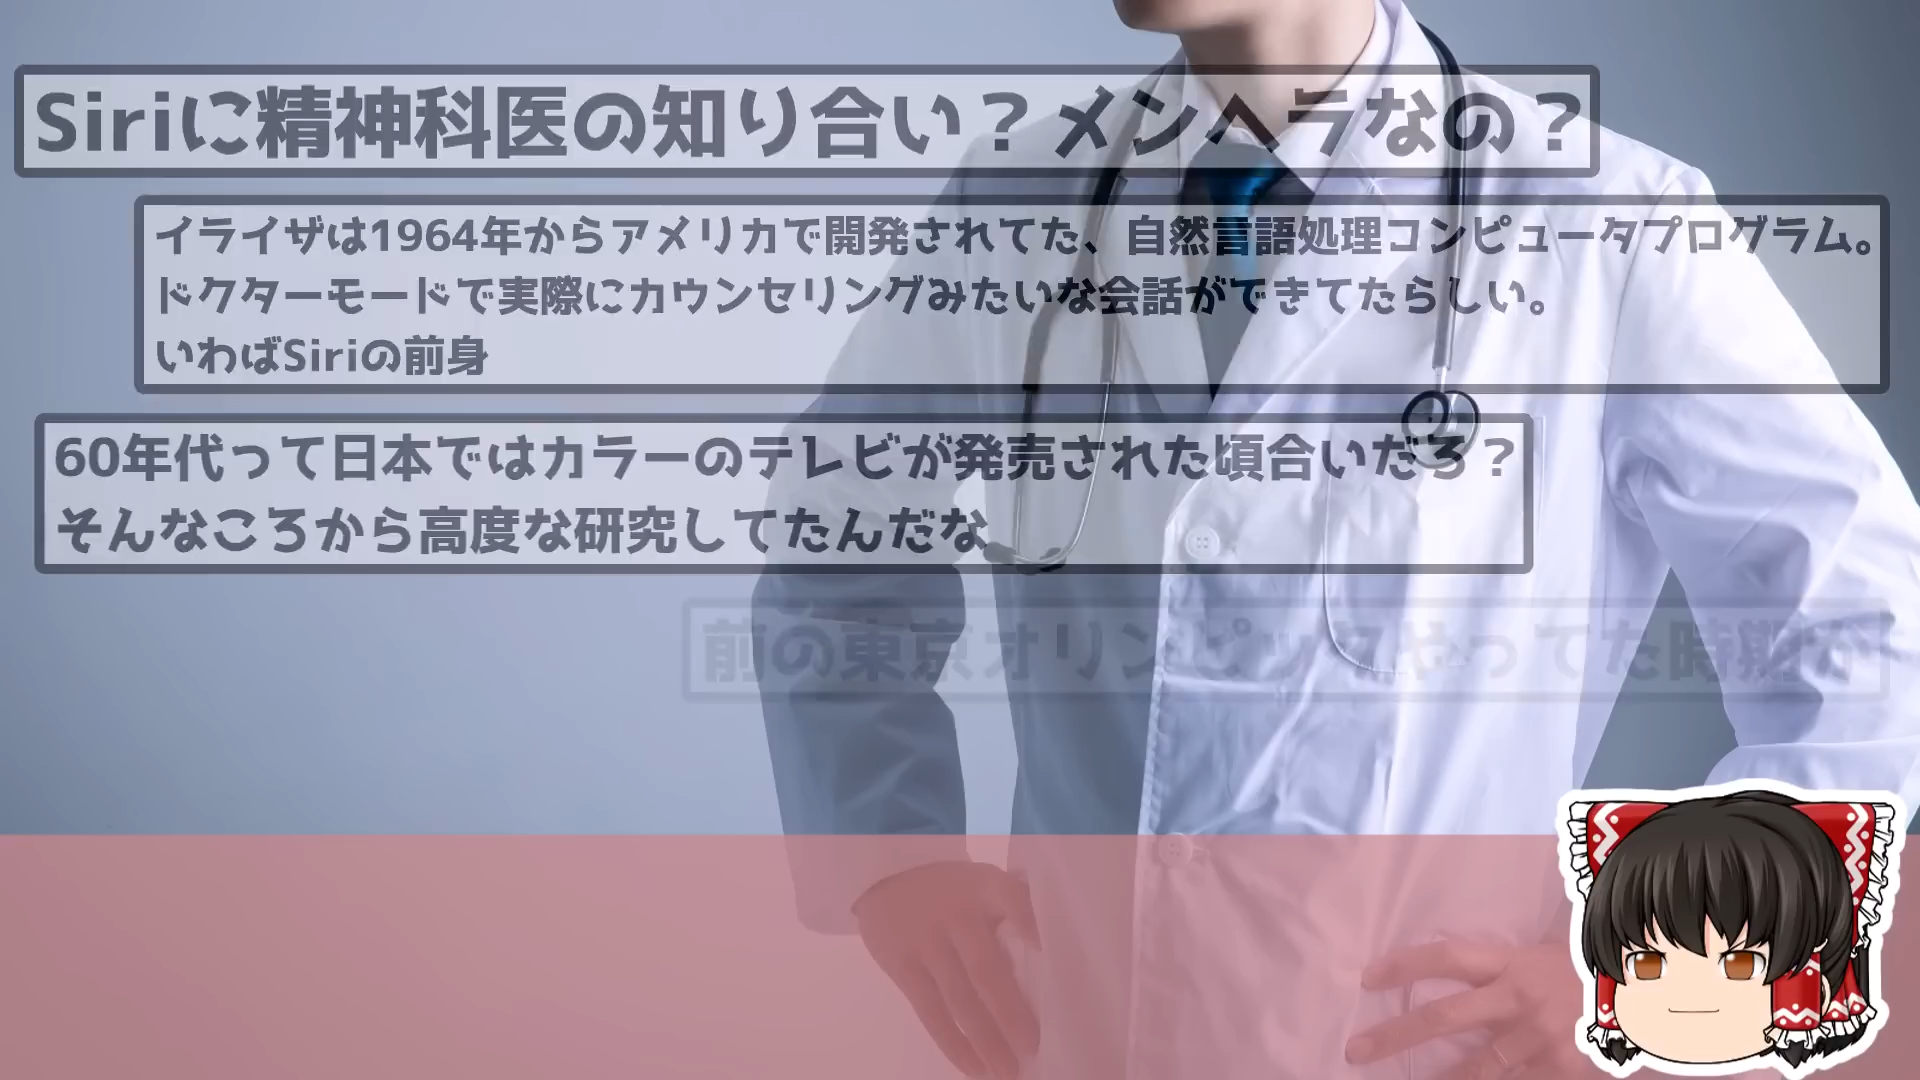 Siriに精神科医の知り合い？メンヘラなの？
イライザは1964年からアメリカで開発されてた、自然言語処理コンピュータプログラム。
ドクターモードで実際にカウンセリングみたいな会話ができてたらしい。
いわばSiriの前身
60年代って日本ではカラーのテレビが発売された頃合いだろ？
そんなころから高度な研究してたんだな
前の東京オリンピックやってた時期か